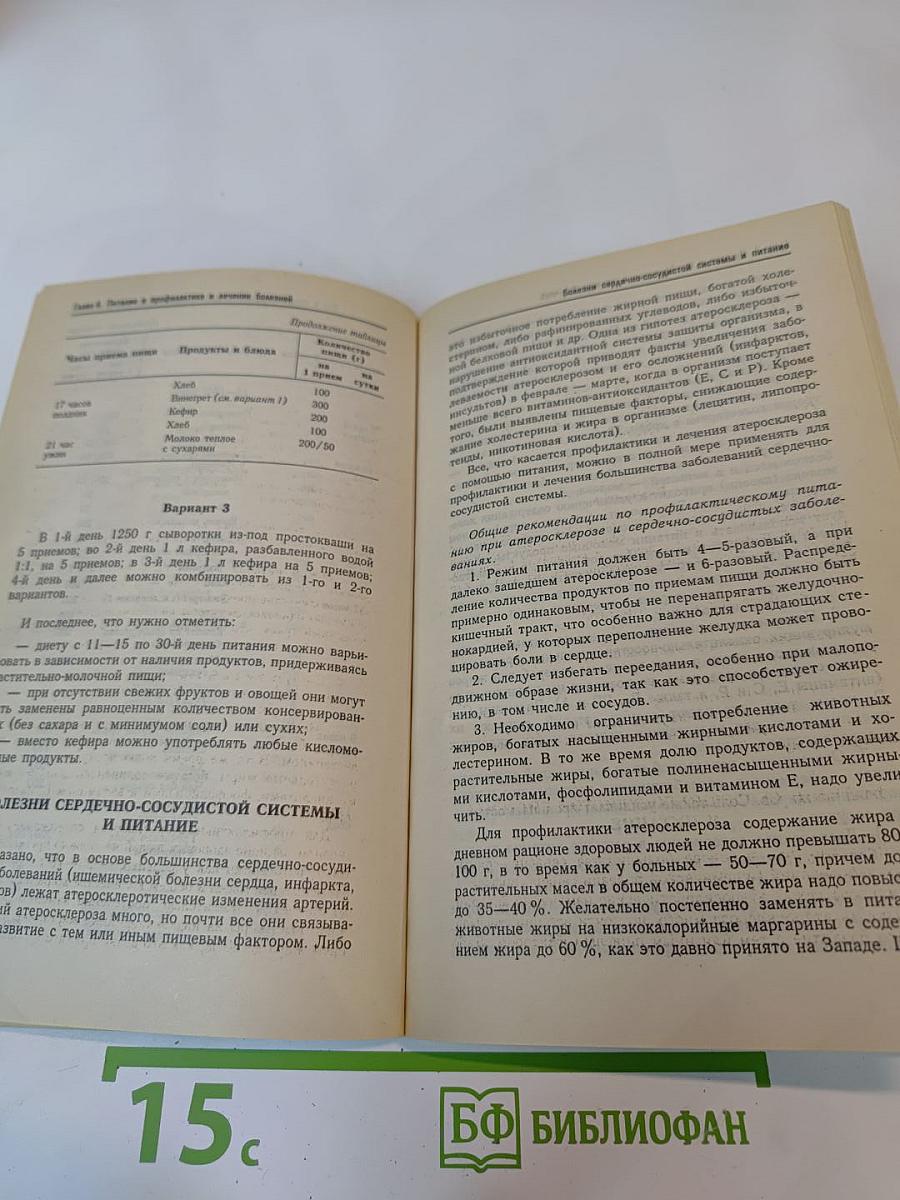 Глава 6. Питание в профилактике и лечении болезней
Продолжение таблицы
Часы приема пищи
Продукты и блюда
Количество
пищи (г)
на
1 прием
на
сутки
Хлеб
100
17 часов
полдник
Винегрет (см. вариант 1)
300
Кефир
200
Хлеб
100
21 час
ужин
Молоко теплое
с сухарями
200/50
Вариант 3
В 1-й день 1250 г сыворотки из-под простокваши на
5 приемов; во 2-й день 1 л кефира, разбавленного водой
1:1, на 5 приемов; в 3-й день 1 л кефира на 5 приемов;
4-й день и далее можно комбинировать из 1-го и 2-го
вариантов.
И последнее, что нужно отметить:
— диету с 11—15 по 30-й день питания можно варьи-
овать в зависимости от наличия продуктов, придерживаясь
астительно-молочной пищи;
— при отсутствии свежих фруктов и овощей они могут
ть заменены равноценным количеством консервирован-
х (без сахара и с минимумом соли) или сухих;
— вместо кефира можно употреблять любые кисломо-
ные продукты.
ОЛЕЗНИ СЕРДЕЧНО-СОСУДИСТОЙ СИСТЕМЫ
И ПИТАНИЕ
азано, что в основе большинства сердечно-сосуди-
болеваний (ишемической болезни сердца, инфаркта,
ов) лежат атеросклеротические изменения артерий.
ий атеросклероза много, но почти все они связыва-
азвитие с тем или иным пищевым фактором. Либо
Болезни сердечно-сосудистой системы и питание
это избыточное потребление жирной пищи, богатой холе-
стерином, либо рафинированных углеводов, либо избыточ-
ной белковой пищи и др. Одна из гипотез атеросклероза —
нарушение антиоксидантной системы защиты организма, в
подтверждение которой приводят факты увеличения забо-
леваемости атеросклерозом и его осложнений (инфарктов,
инсультов) в феврале — марте, когда в организм поступает
меньше всего витаминов-антиоксидантов (Е, С и Р). Кроме
того, были выявлены пищевые факторы, снижающие содер-
жание холестерина и жира в организме (лецитин, липопро-
теиды, никотиновая кислота).
Все, что касается профилактики и лечения атеросклероза
с помощью питания, можно в полной мере применять для
профилактики и лечения большинства заболеваний сердечно-
сосудистой системы.
Общие рекомендации по профилактическому пита-
нию при атеросклерозе и сердечно-сосудистых заболе-
ваниях.
1. Режим питания должен быть 4—5-разовый, а при
далеко зашедшем атеросклерозе — и 6-разовый. Распреде-
ление количества продуктов по приемам пищи должно быть
примерно одинаковым, чтобы не перенапрягать желудочно-
кишечный тракт, что особенно важно для страдающих сте-
нокардией, у которых переполнение желудка может прово-
цировать боли в сердце.
2. Следует избегать переедания, особенно при малопо-
движном образе жизни, так как это способствует ожире-
нию, в том числе и сосудов.
3. Необходимо ограничить потребление животных
жиров, богатых насыщенными жирными кислотами и хо-
лестерином. В то же время долю продуктов, содержащих
растительные жиры, богатые полиненасыщенными жирны-
ми кислотами, фосфолипидами и витамином Е, надо увели
чить.
Для профилактики атеросклероза содержание жира
дневном рационе здоровых людей не должно превышать 80
100 г, в то время как у больных — 50—70 г, причем до
растительных масел в общем количестве жира надо повыс
до 35—40 %. Желательно постепенно заменять в пита
животные жиры на низкокалорийные маргарины с соде
нием жира до 60 %, как это давно принято на Западе.
15 с
БФ БИБЛИОФАН